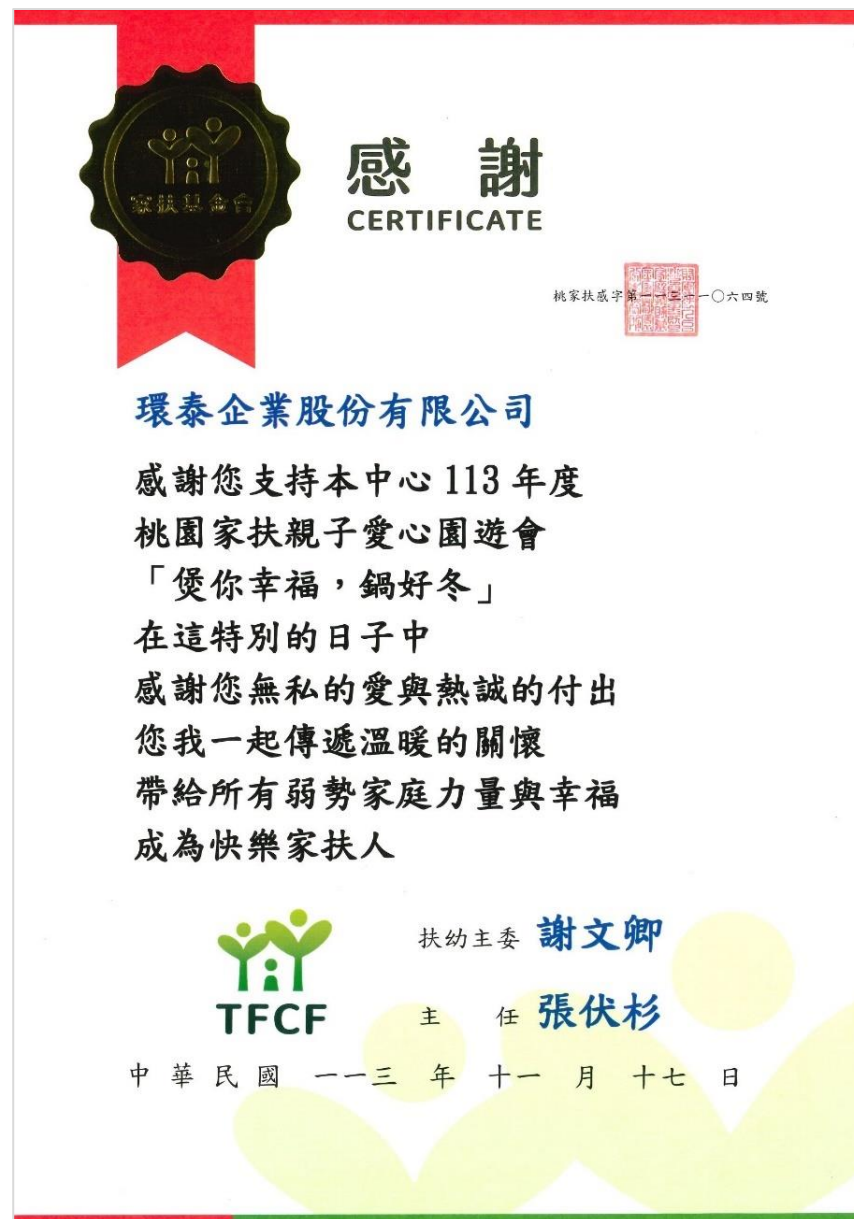 家扶基金會
感謝
CERTIFICATE
桃家扶感字第一一三一一〇六四號
環泰企業股份有限公司
感謝您支持本中心 113 年度
桃園家扶親子愛心園遊會
「煲你幸福，鍋好冬」
在這特別的日子中
感謝您無私的愛與熱誠的付出
您我一起傳遞溫暖的關懷
帶給所有弱勢家庭力量與幸福
成為快樂家扶人
TFCF
扶幼主委 謝文卿
主任 張伏杉
中華民國 一一三 年 十一 月 十七 日